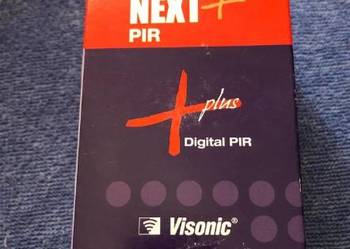 NEXT+
PIR
plus
Digital PIR
Visonic®